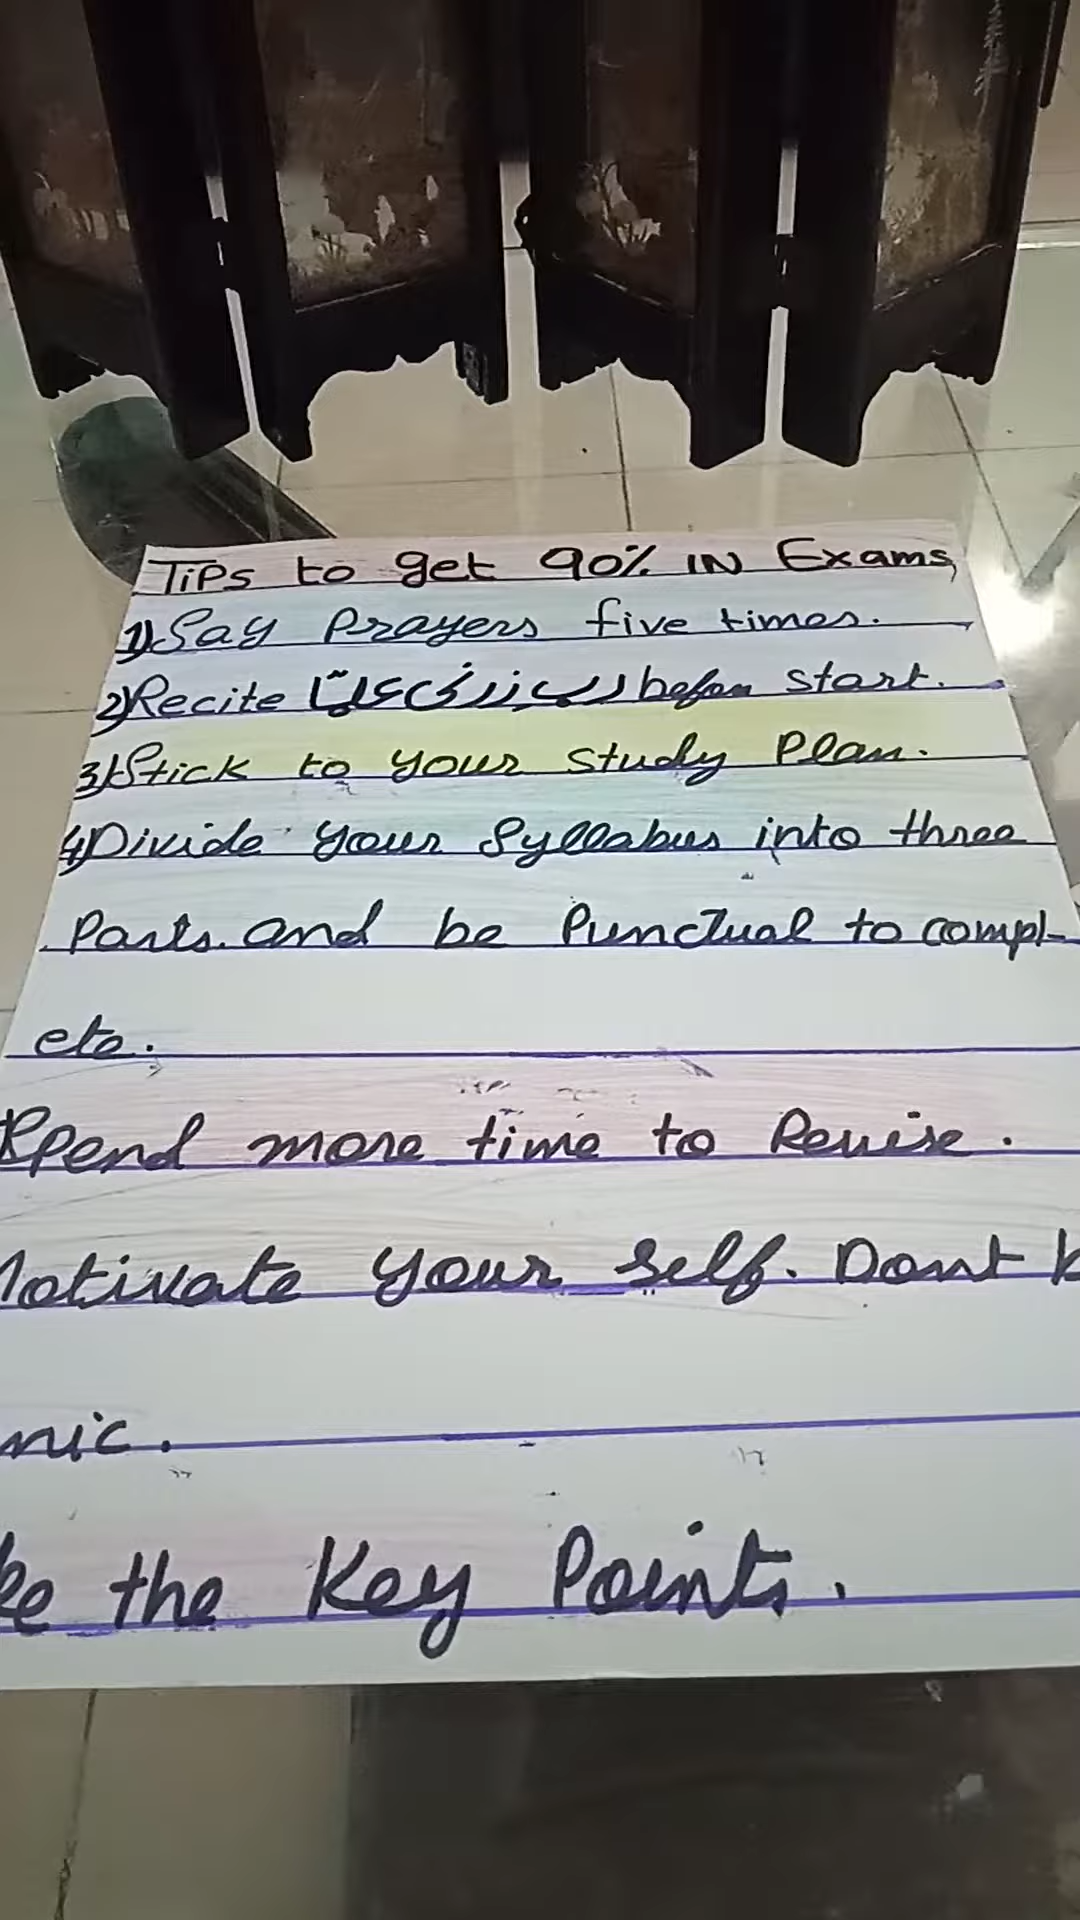 Tips to get 90% IN Exams
1) Say Prayers five times.
2) Recite رب زدنی علماً before start.
3) Stick to your study Plan.
4) Divide your Syllabus into three
Parts. and be Punctual to compl-
ete.
Spend more time to Revise.
Motivate your self. Dont
the Key Points.